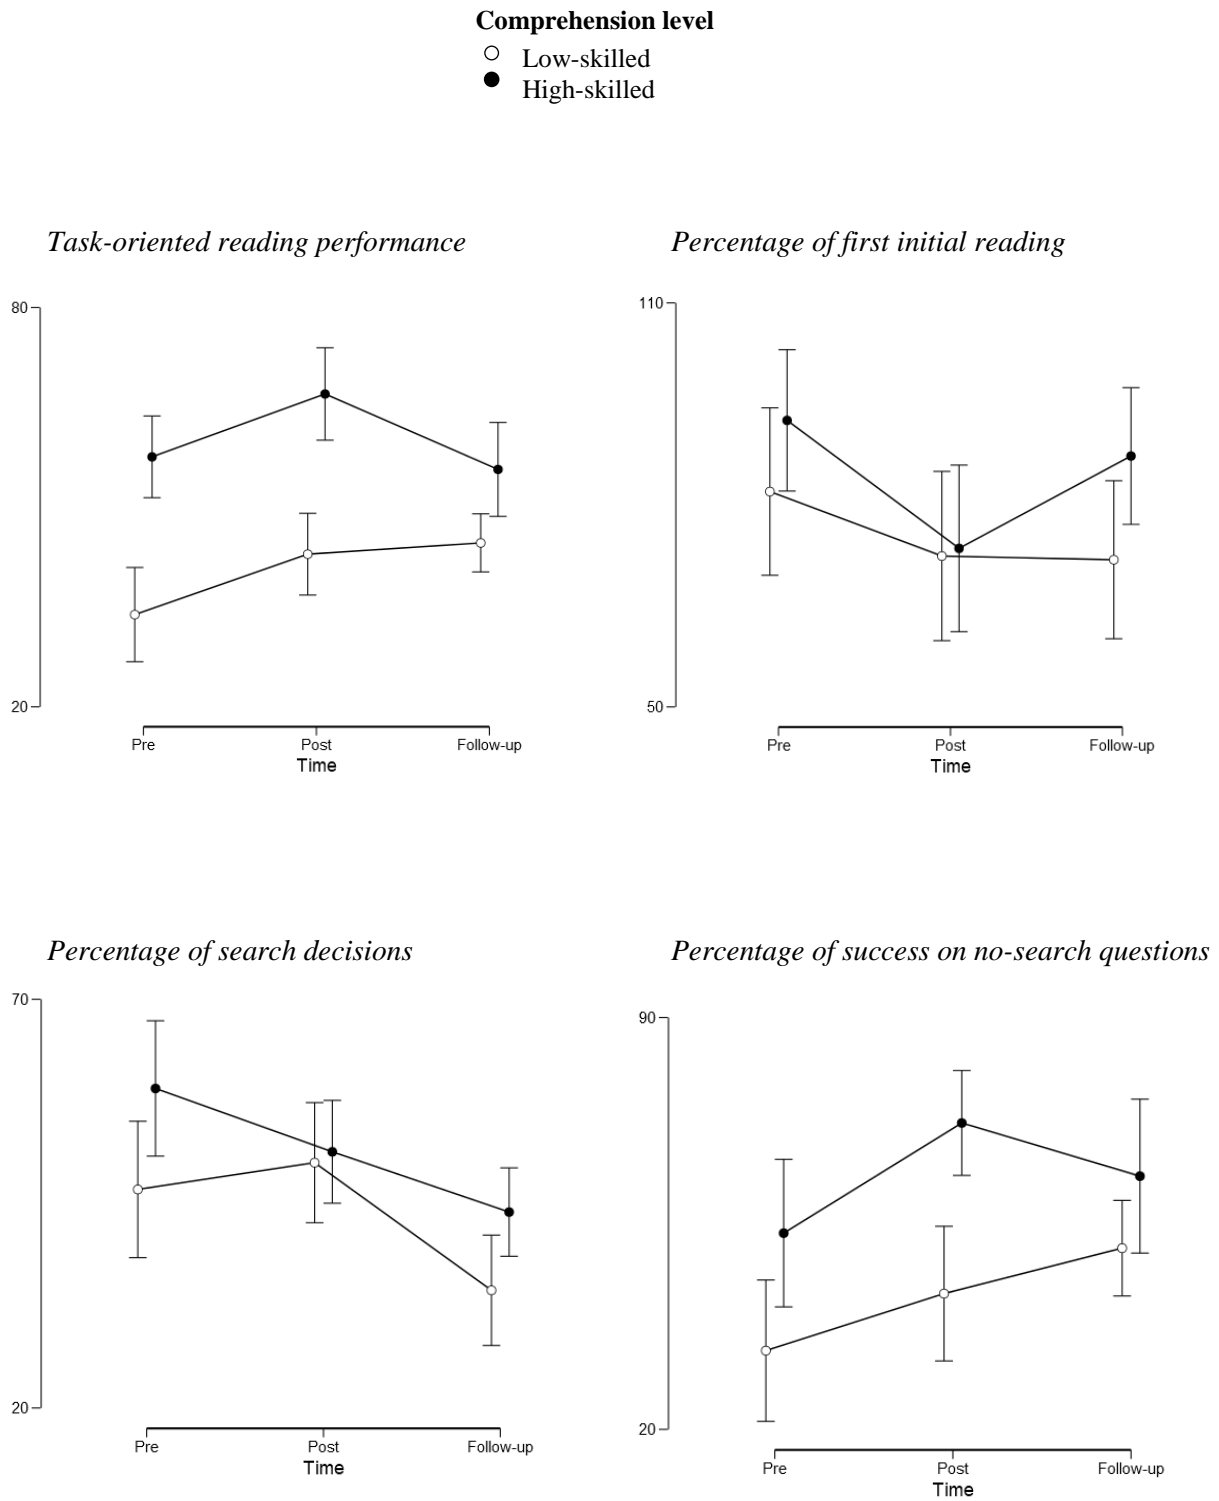 Comprehension level
Low-skilled
High-skilled
Task-oriented reading performance
80
20
Pre
Post
Follow-up
Time
Percentage of first initial reading
110
50
Pre
Post
Follow-up
Time
Percentage of search decisions
70
20
Pre
Post
Follow-up
Time
Percentage of success on no-search questions
90
20
Pre
Post
Follow-up
Time